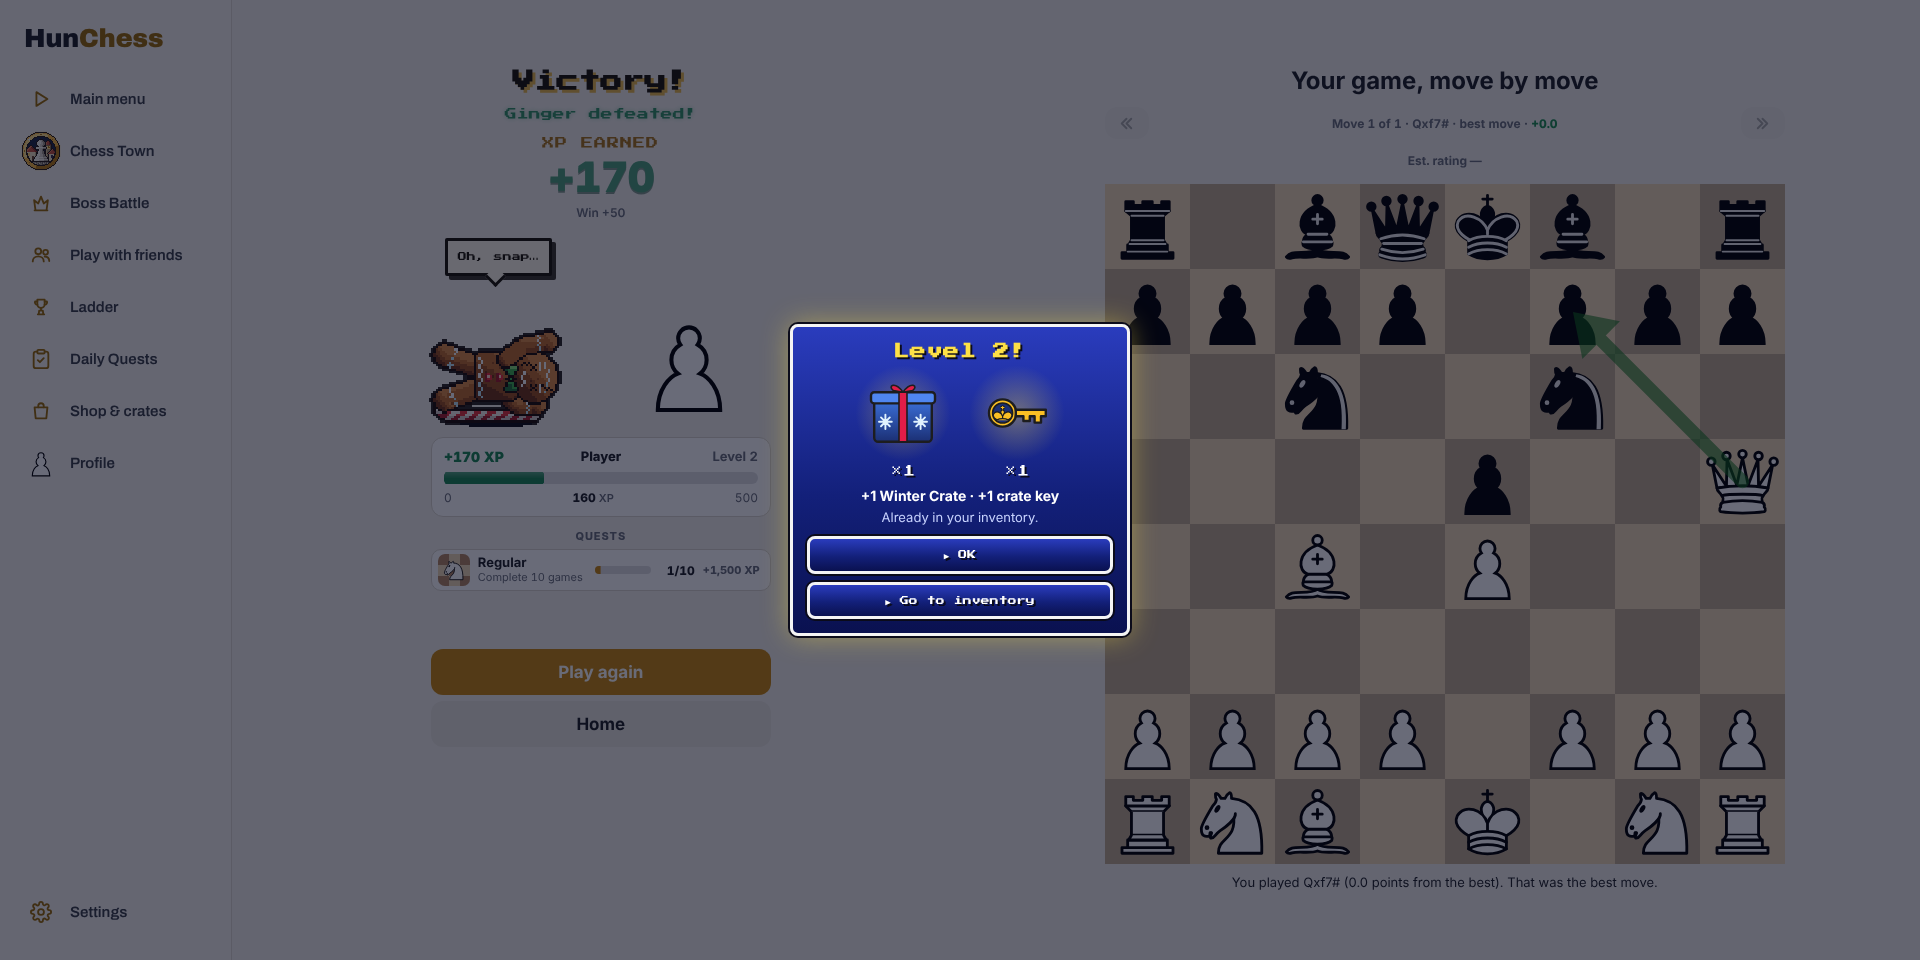 HunChess
Main menu
Chess Town
Boss Battle
Play with friends
Ladder
Daily Quests
Shop & crates
Profile
Settings
Victory!
Ginger defeated!
XP EARNED
+170
Win +50
Oh, snap…
+170 XP Player Level 2
0 160 XP 500
QUESTS
Regular
Complete 10 games
1/10 +1,500 XP
Play again
Home
Level 2!
×1 ×1
+1 Winter Crate · +1 crate key
Already in your inventory.
▸ OK
▸ Go to inventory
Your game, move by move
« Move 1 of 1 · Qxf7# · best move · +0.0 »
Est. rating —
You played Qxf7# (0.0 points from the best). That was the best move.